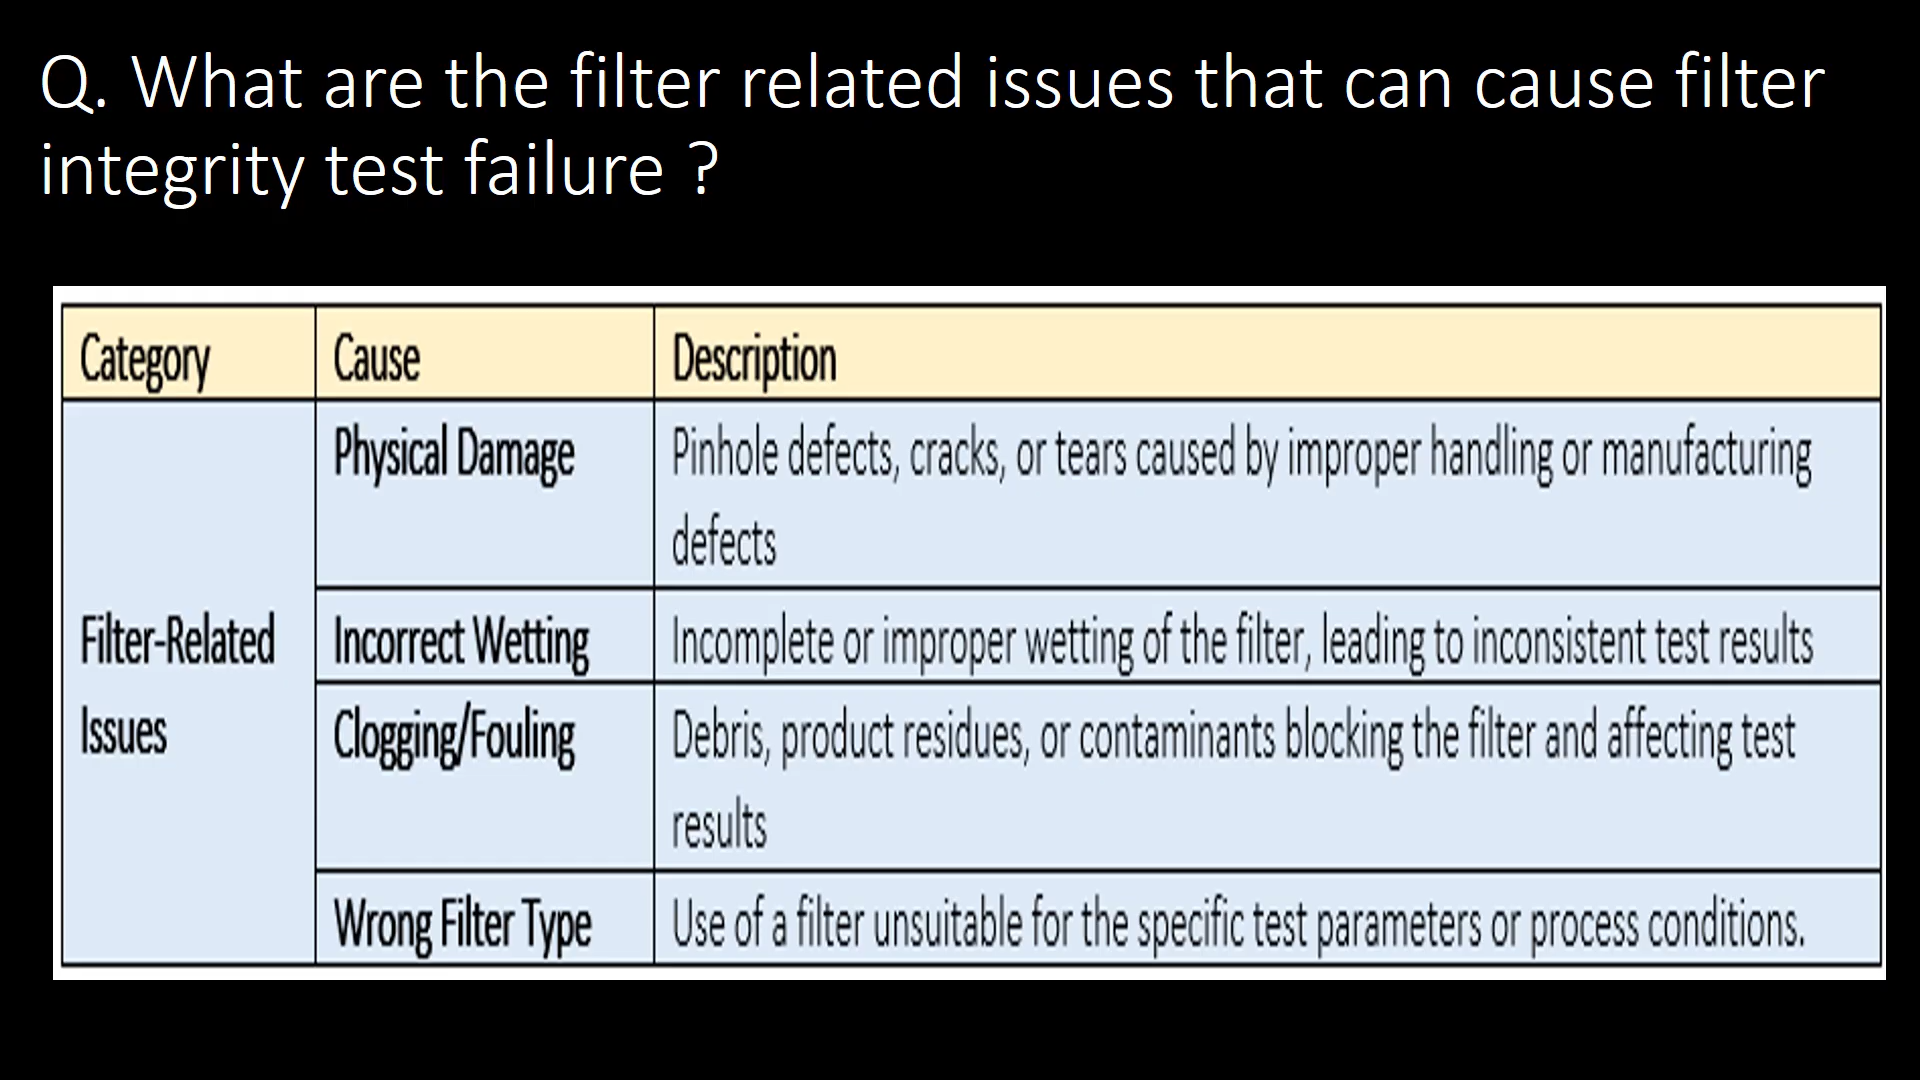 Q. What are the filter related issues that can cause filter
integrity test failure ?
Category
Cause
Description
Filter-Related
Issues
Physical Damage
Pinhole defects, cracks, or tears caused by improper handling or manufacturing
defects
Incorrect Wetting
Incomplete or improper wetting of the filter, leading to inconsistent test results
Clogging/Fouling
Debris, product residues, or contaminants blocking the filter and affecting test
results
Wrong Filter Type
Use of a filter unsuitable for the specific test parameters or process conditions.